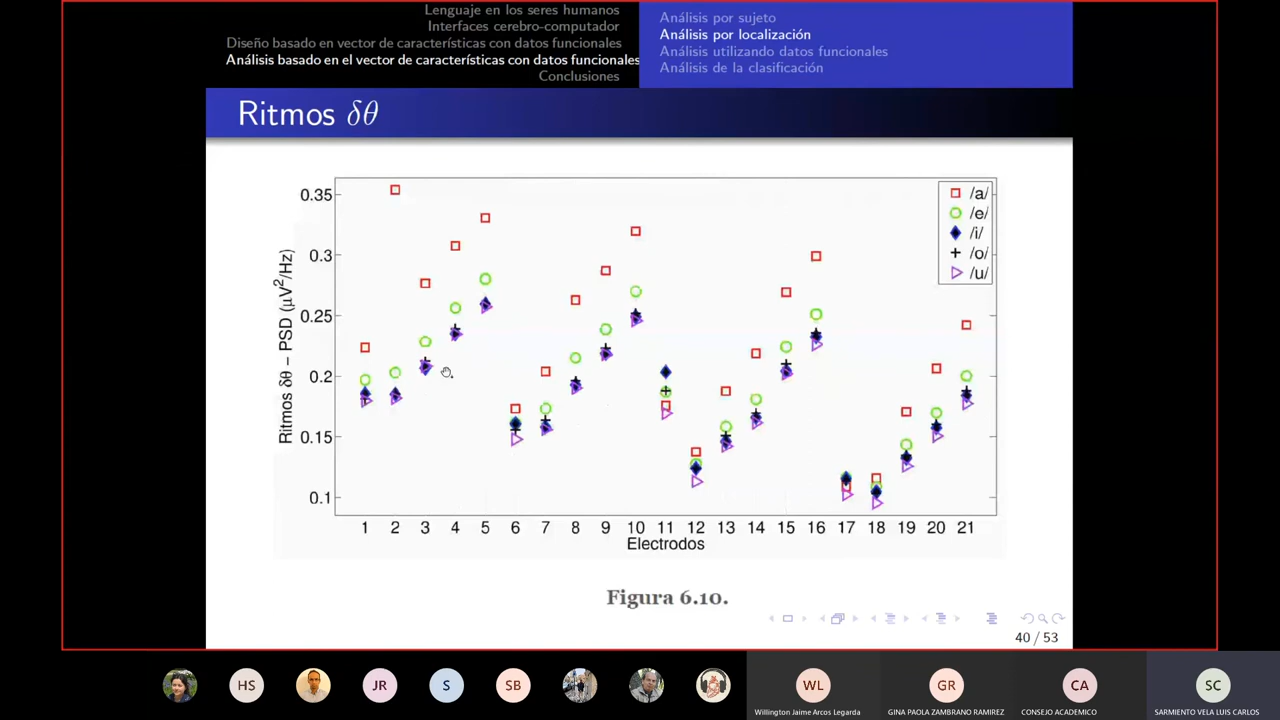 Lenguaje en los seres humanos
Interfaces cerebro-computador
Diseño basado en vector de características con datos funcionales
Análisis basado en el vector de características con datos funcionales
Conclusiones
Análisis por sujeto
Análisis por localización
Análisis utilizando datos funcionales
Análisis de la clasificación
Ritmos δθ
Ritmos δθ – PSD (μV²/Hz)
0.35
0.3
0.25
0.2
0.15
0.1
/a/
/e/
/i/
/o/
/u/
1 2 3 4 5 6 7 8 9 10 11 12 13 14 15 16 17 18 19 20 21
Electrodos
Figura 6.10.
40 / 53
HS
JR
S
SB
WL
GR
CA
SC
Willington Jaime Arcos Legarda
GINA PAOLA ZAMBRANO RAMIREZ
CONSEJO ACADEMICO
SARMIENTO VELA LUIS CARLOS